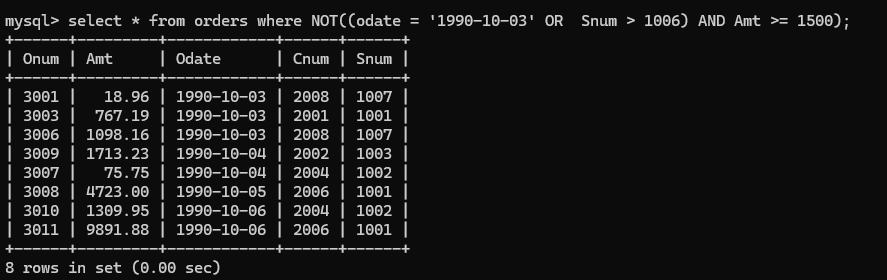 mysql> select * from orders where NOT((odate = '1990-10-03' OR  Snum > 1006) AND Amt >= 1500);
+------+---------+------------+------+------+
| Onum | Amt     | Odate      | Cnum | Snum |
+------+---------+------------+------+------+
| 3001 |   18.96 | 1990-10-03 | 2008 | 1007 |
| 3003 |  767.19 | 1990-10-03 | 2001 | 1001 |
| 3006 | 1098.16 | 1990-10-03 | 2008 | 1007 |
| 3009 | 1713.23 | 1990-10-04 | 2002 | 1003 |
| 3007 |   75.75 | 1990-10-04 | 2004 | 1002 |
| 3008 | 4723.00 | 1990-10-05 | 2006 | 1001 |
| 3010 | 1309.95 | 1990-10-06 | 2004 | 1002 |
| 3011 | 9891.88 | 1990-10-06 | 2006 | 1001 |
+------+---------+------------+------+------+
8 rows in set (0.00 sec)